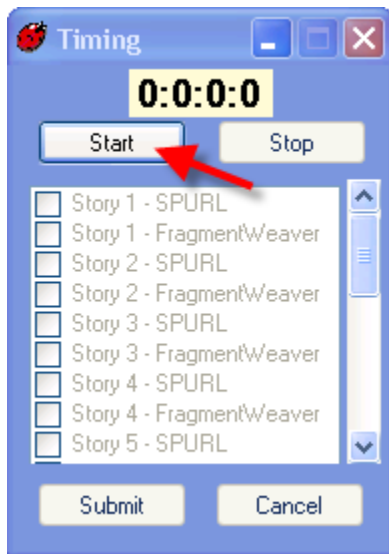 Timing
0:0:0:0
Start Stop
Story 1 - SPURL
Story 1 - FragmentWeaver
Story 2 - SPURL
Story 2 - FragmentWeaver
Story 3 - SPURL
Story 3 - FragmentWeaver
Story 4 - SPURL
Story 4 - FragmentWeaver
Story 5 - SPURL
Submit Cancel